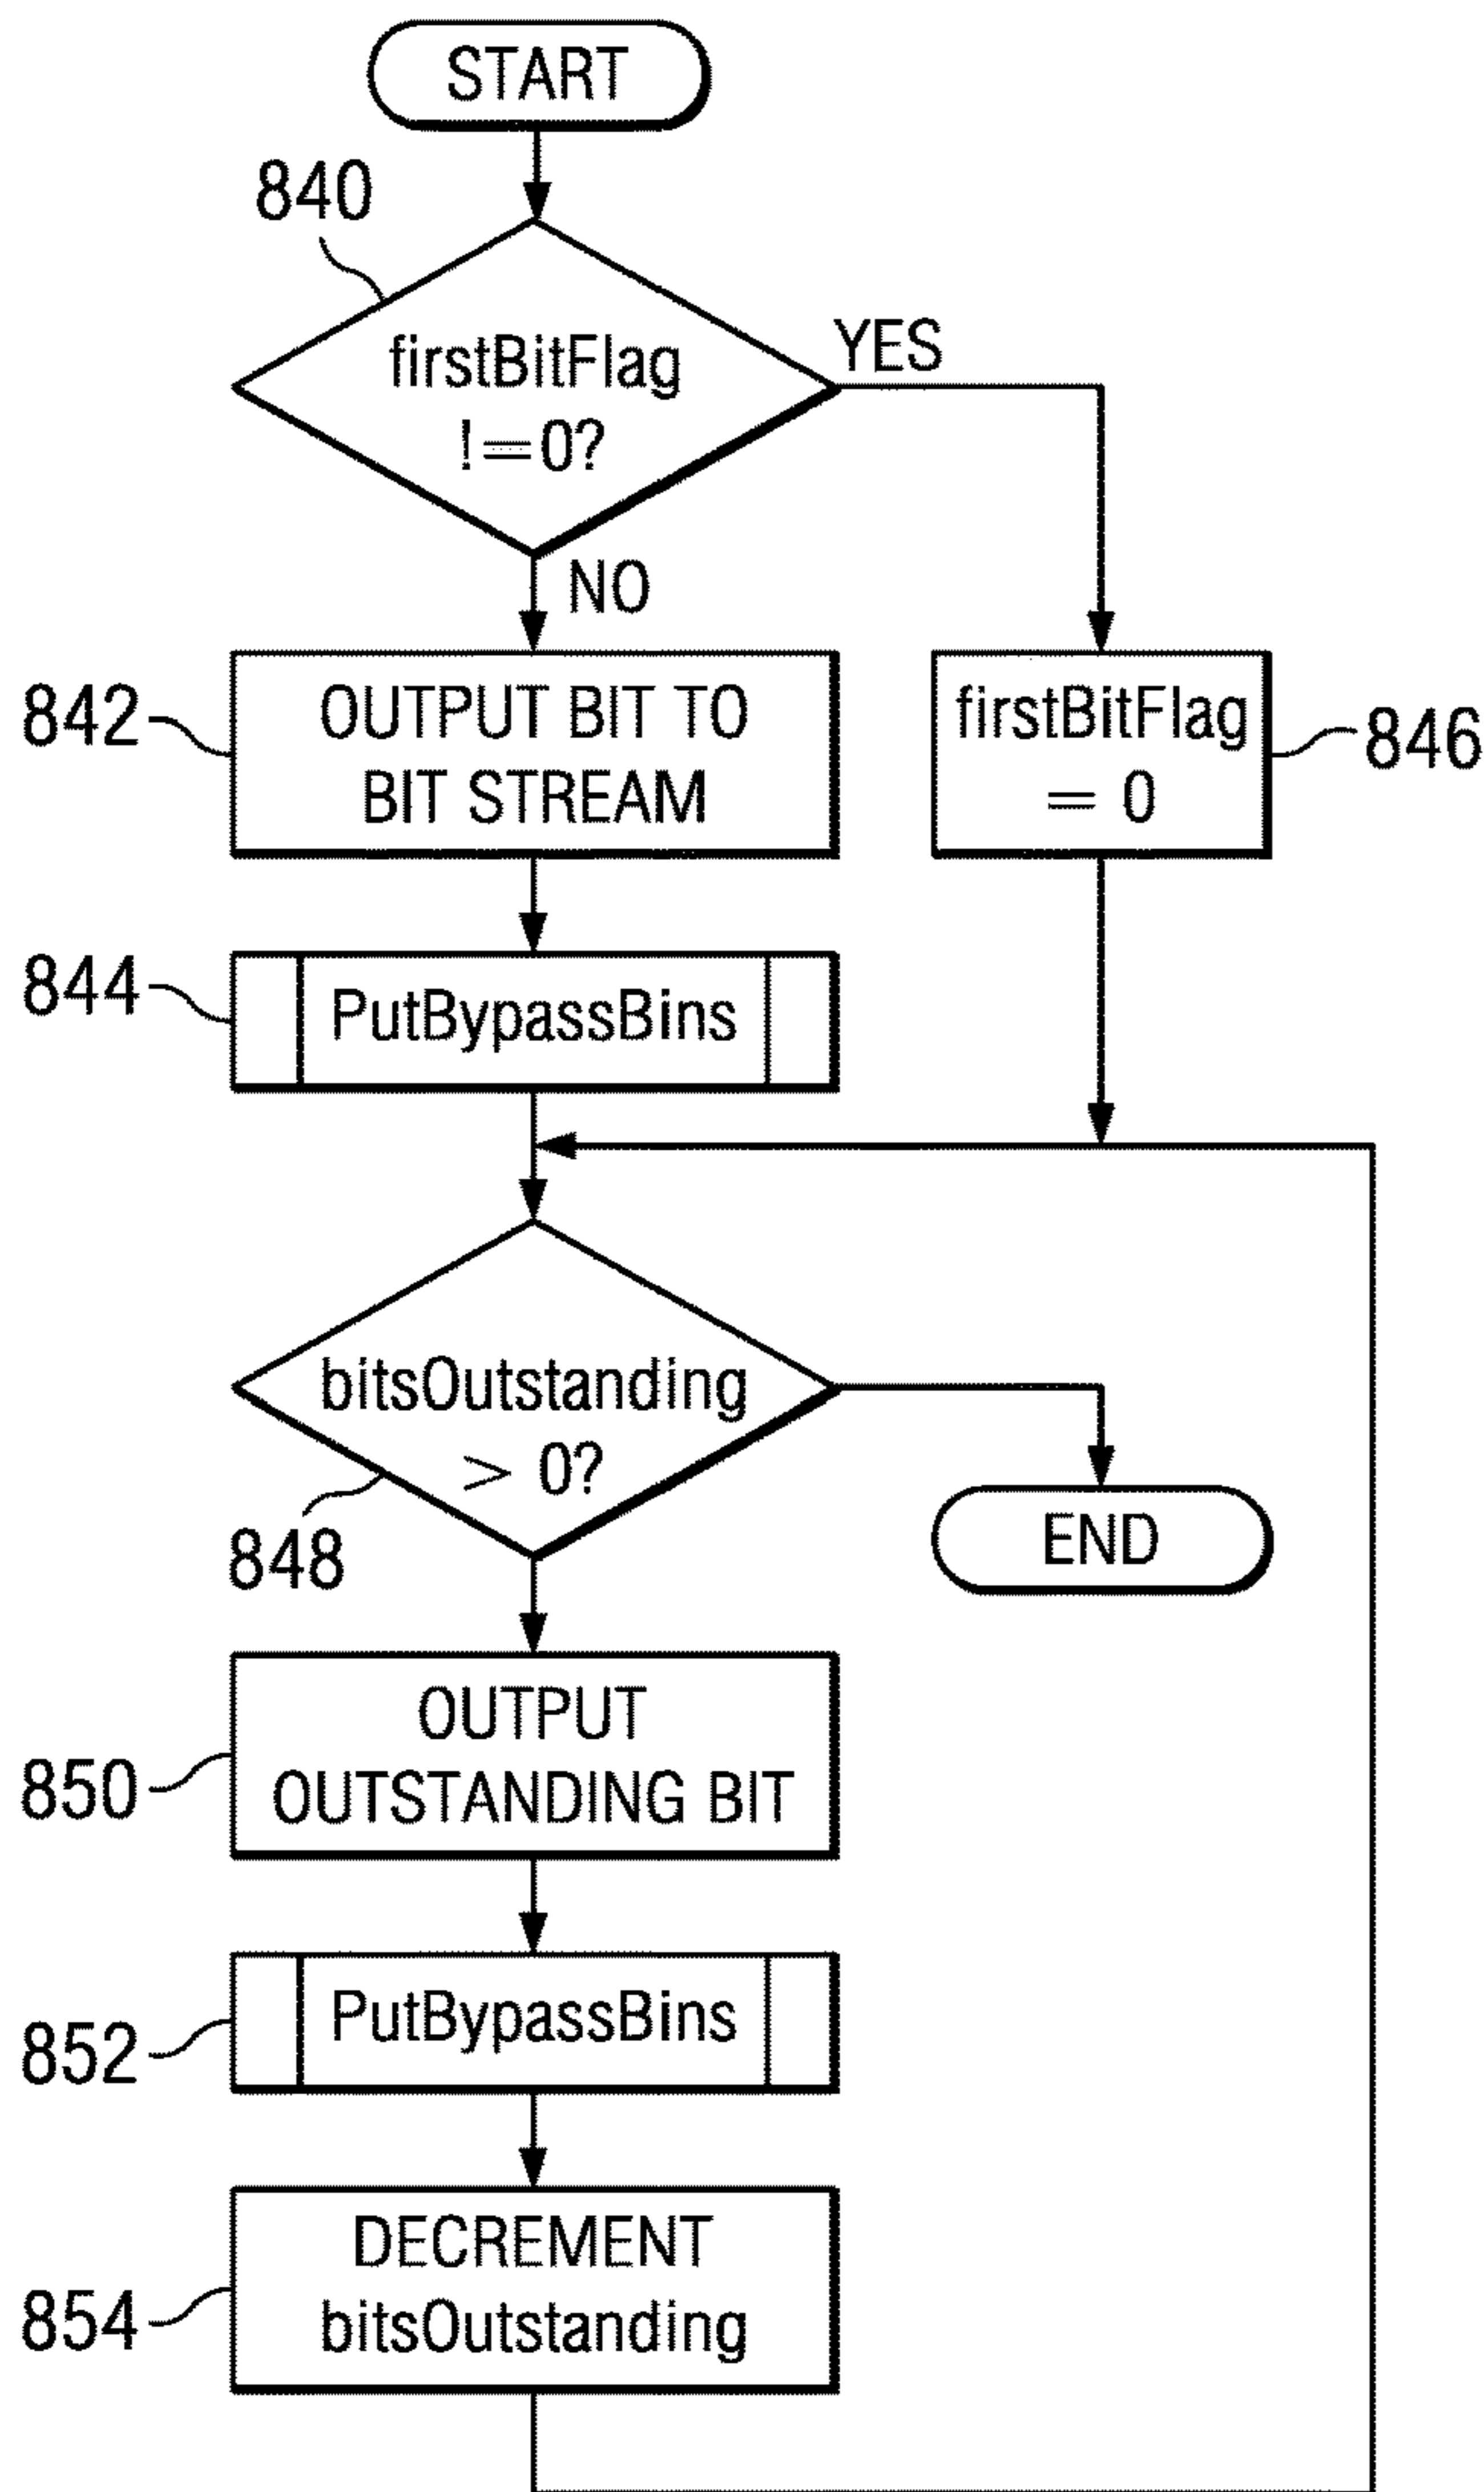 START
840
firstBitFlag
!=0?
YES
NO
842
OUTPUT BIT TO
BIT STREAM
firstBitFlag
= 0
846
844
PutBypassBins
bitsOutstanding
> 0?
848
END
850
OUTPUT
OUTSTANDING BIT
852
PutBypassBins
854
DECREMENT
bitsOutstanding